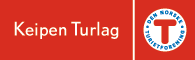 Keipen Turlag
DEN NORSKE
TURISTFORENING
T